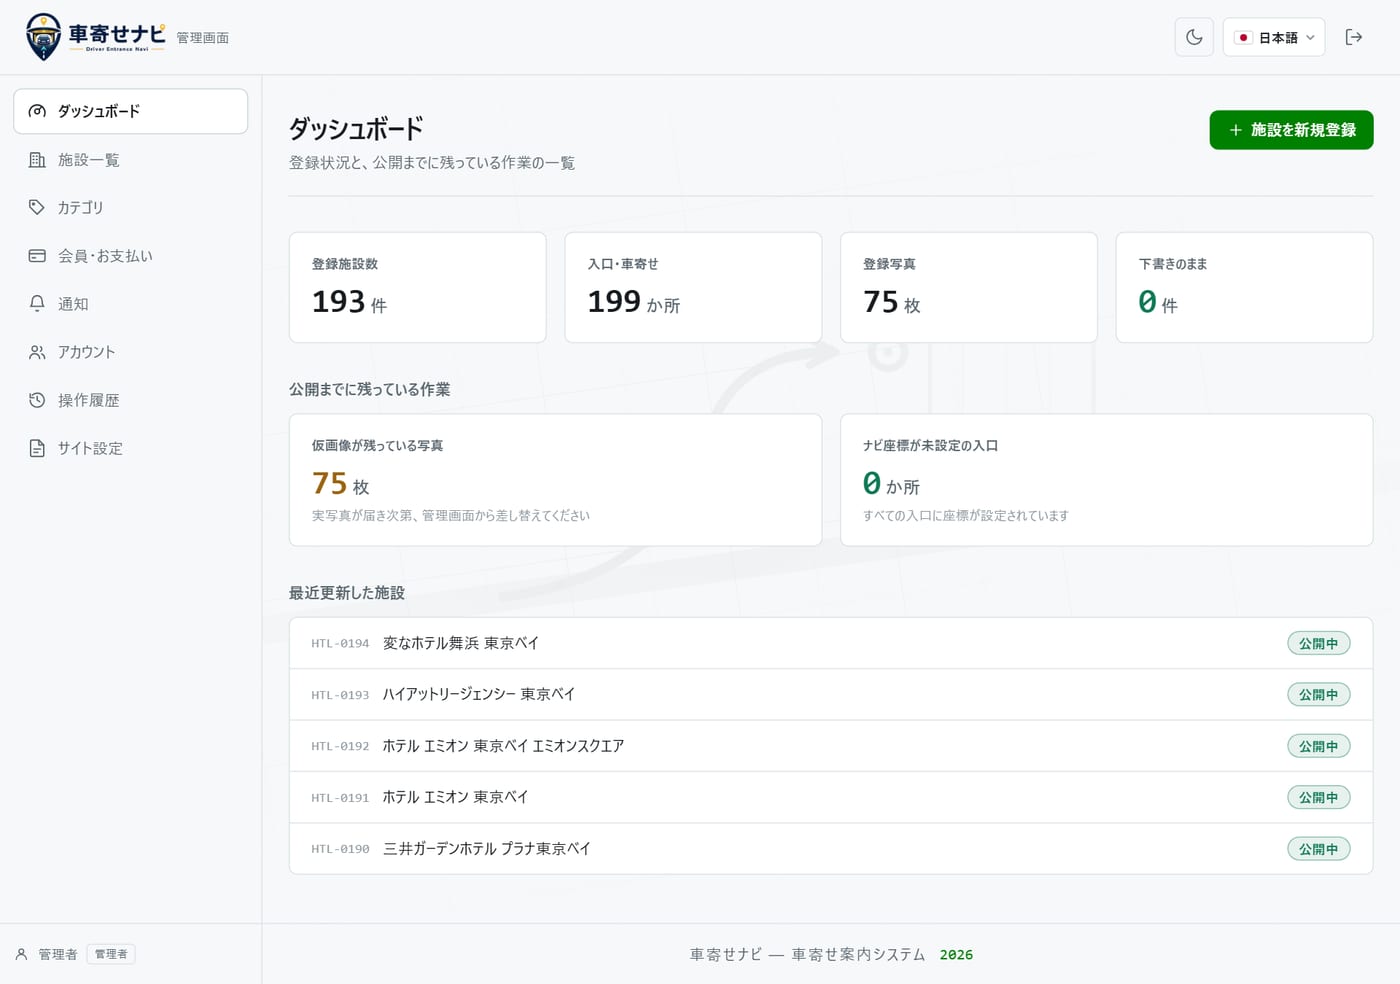 車寄せナビ
Driver Entrance Navi
管理画面
日本語
ダッシュボード
施設一覧
カテゴリ
会員・お支払い
通知
アカウント
操作履歴
サイト設定
ダッシュボード
登録状況と、公開までに残っている作業の一覧
+ 施設を新規登録
登録施設数
193 件
入口・車寄せ
199 か所
登録写真
75 枚
下書きのまま
0 件
公開までに残っている作業
仮画像が残っている写真
75 枚
実写真が届き次第、管理画面から差し替えてください
ナビ座標が未設定の入口
0 か所
すべての入口に座標が設定されています
最近更新した施設
HTL-0194 変なホテル舞浜 東京ベイ 公開中
HTL-0193 ハイアットリージェンシー 東京ベイ 公開中
HTL-0192 ホテル エミオン 東京ベイ エミオンスクエア 公開中
HTL-0191 ホテル エミオン 東京ベイ 公開中
HTL-0190 三井ガーデンホテル プラナ東京ベイ 公開中
管理者 管理者
車寄せナビ — 車寄せ案内システム 2026